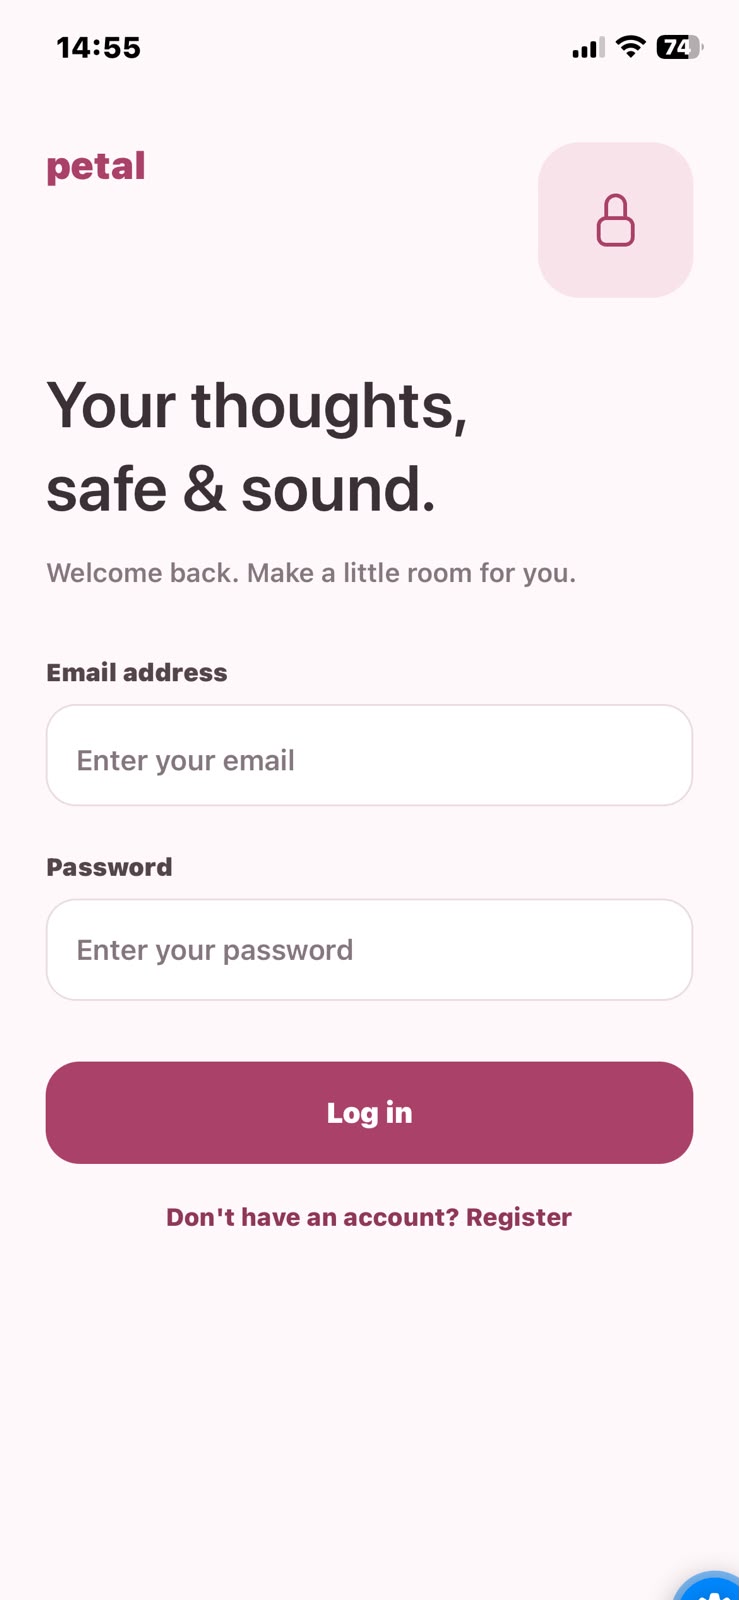 14:55
74
petal
Your thoughts,
safe & sound.
Welcome back. Make a little room for you.
Email address
Enter your email
Password
Enter your password
Log in
Don't have an account? Register